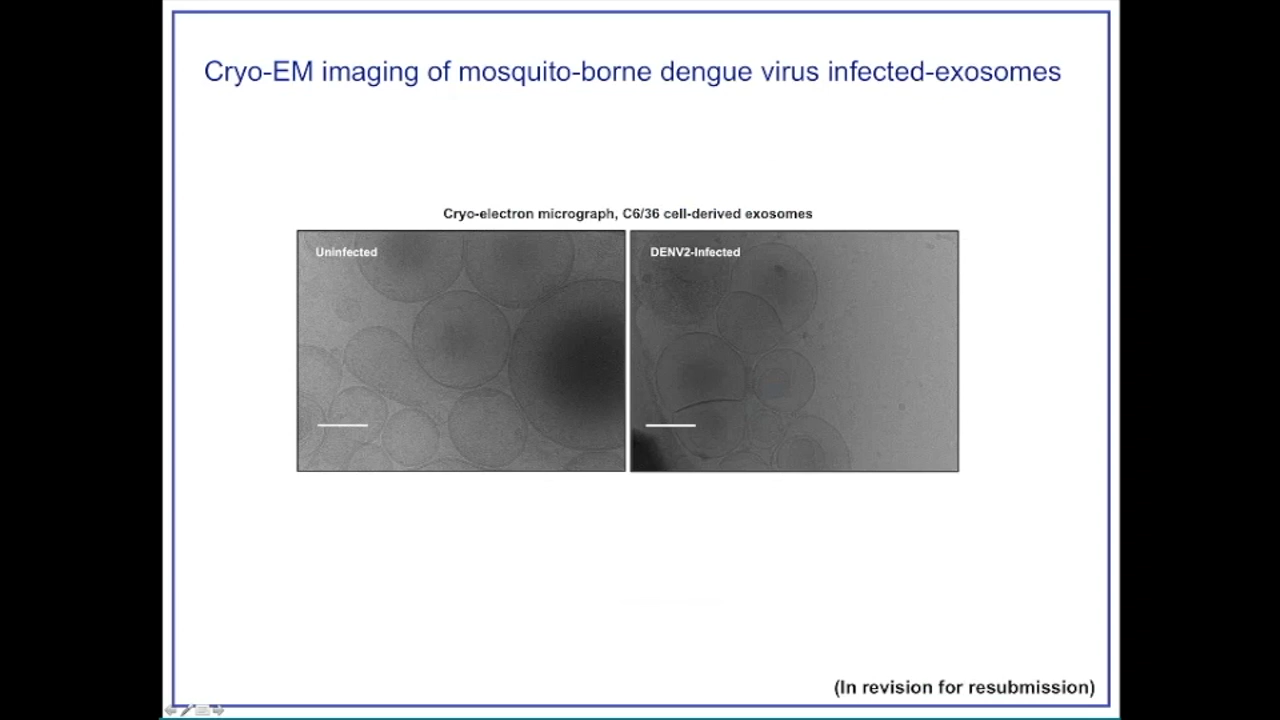 Cryo-EM imaging of mosquito-borne dengue virus infected-exosomes
Cryo-electron micrograph, C6/36 cell-derived exosomes
Uninfected
DENV2-Infected
(In revision for resubmission)